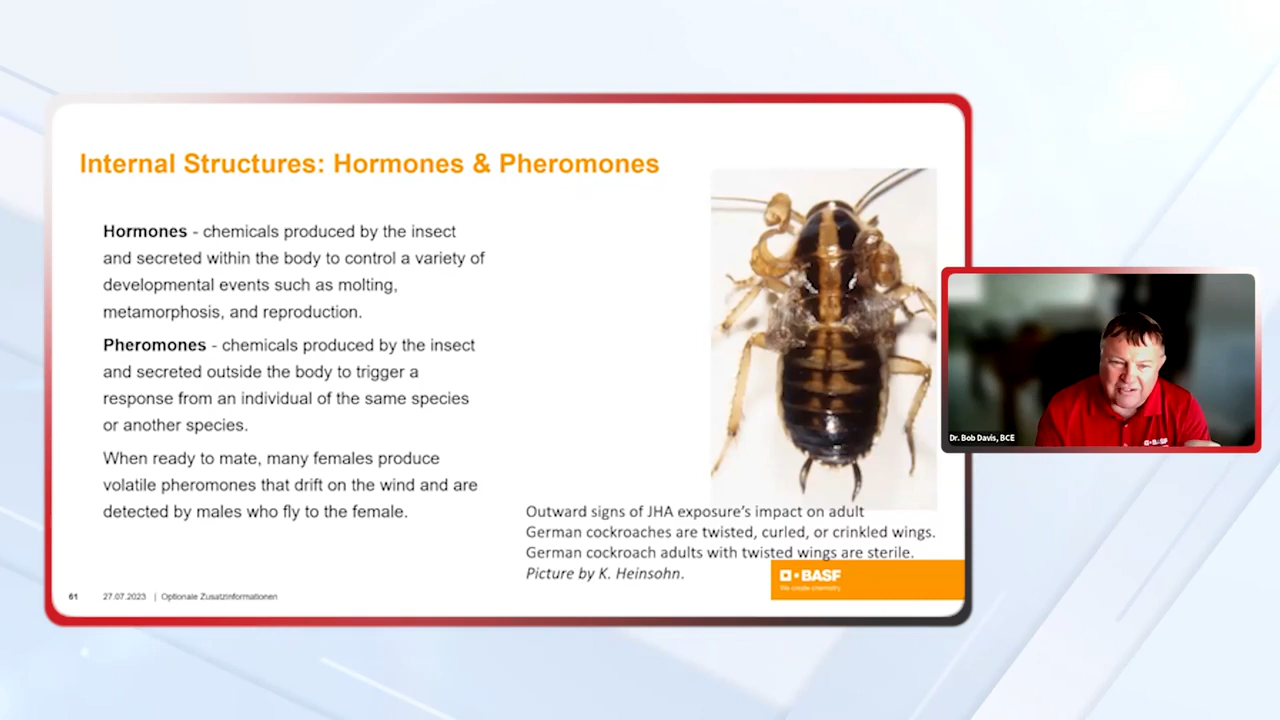 Internal Structures: Hormones & Pheromones
Hormones - chemicals produced by the insect
and secreted within the body to control a variety of
developmental events such as molting,
metamorphosis, and reproduction.
Pheromones - chemicals produced by the insect
and secreted outside the body to trigger a
response from an individual of the same species
or another species.
When ready to mate, many females produce
volatile pheromones that drift on the wind and are
detected by males who fly to the female.
Outward signs of JHA exposure's impact on adult
German cockroaches are twisted, curled, or crinkled wings.
German cockroach adults with twisted wings are sterile.
Picture by K. Heinsohn.
BASF
We create chemistry
61 27.07.2023 | Optionale Zusatzinformationen
Dr. Bob Davis, BCE
BASF